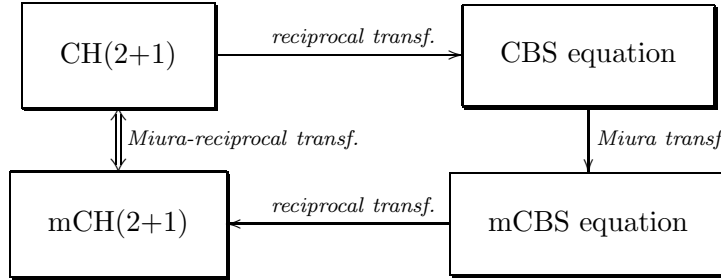 reciprocal transf.
CH(2+1)
CBS equation
Miura-reciprocal transf.
Miura transf
reciprocal transf.
mCH(2+1)
mCBS equation